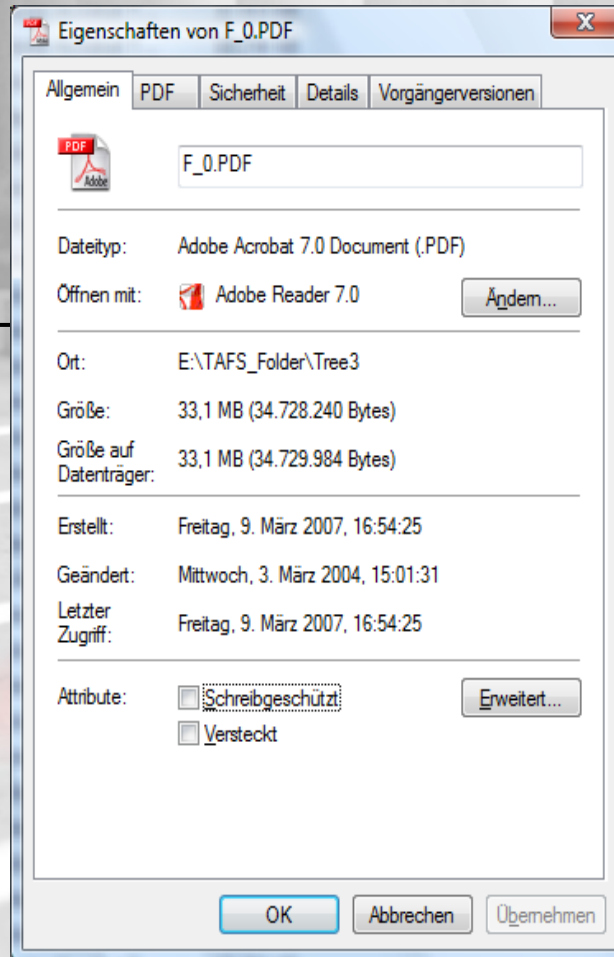 Eigenschaften von F_0.PDF
Allgemein PDF Sicherheit Details Vorgängerversionen
PDF
Adobe
F_0.PDF
Dateityp: Adobe Acrobat 7.0 Document (.PDF)
Öffnen mit: Adobe Reader 7.0 Ändern...
Ort: E:\TAFS_Folder\Tree3
Größe: 33,1 MB (34.728.240 Bytes)
Größe auf
Datenträger: 33,1 MB (34.729.984 Bytes)
Erstellt: Freitag, 9. März 2007, 16:54:25
Geändert: Mittwoch, 3. März 2004, 15:01:31
Letzter
Zugriff: Freitag, 9. März 2007, 16:54:25
Attribute: Schreibgeschützt Erweitert...
Versteckt
OK Abbrechen Übernehmen